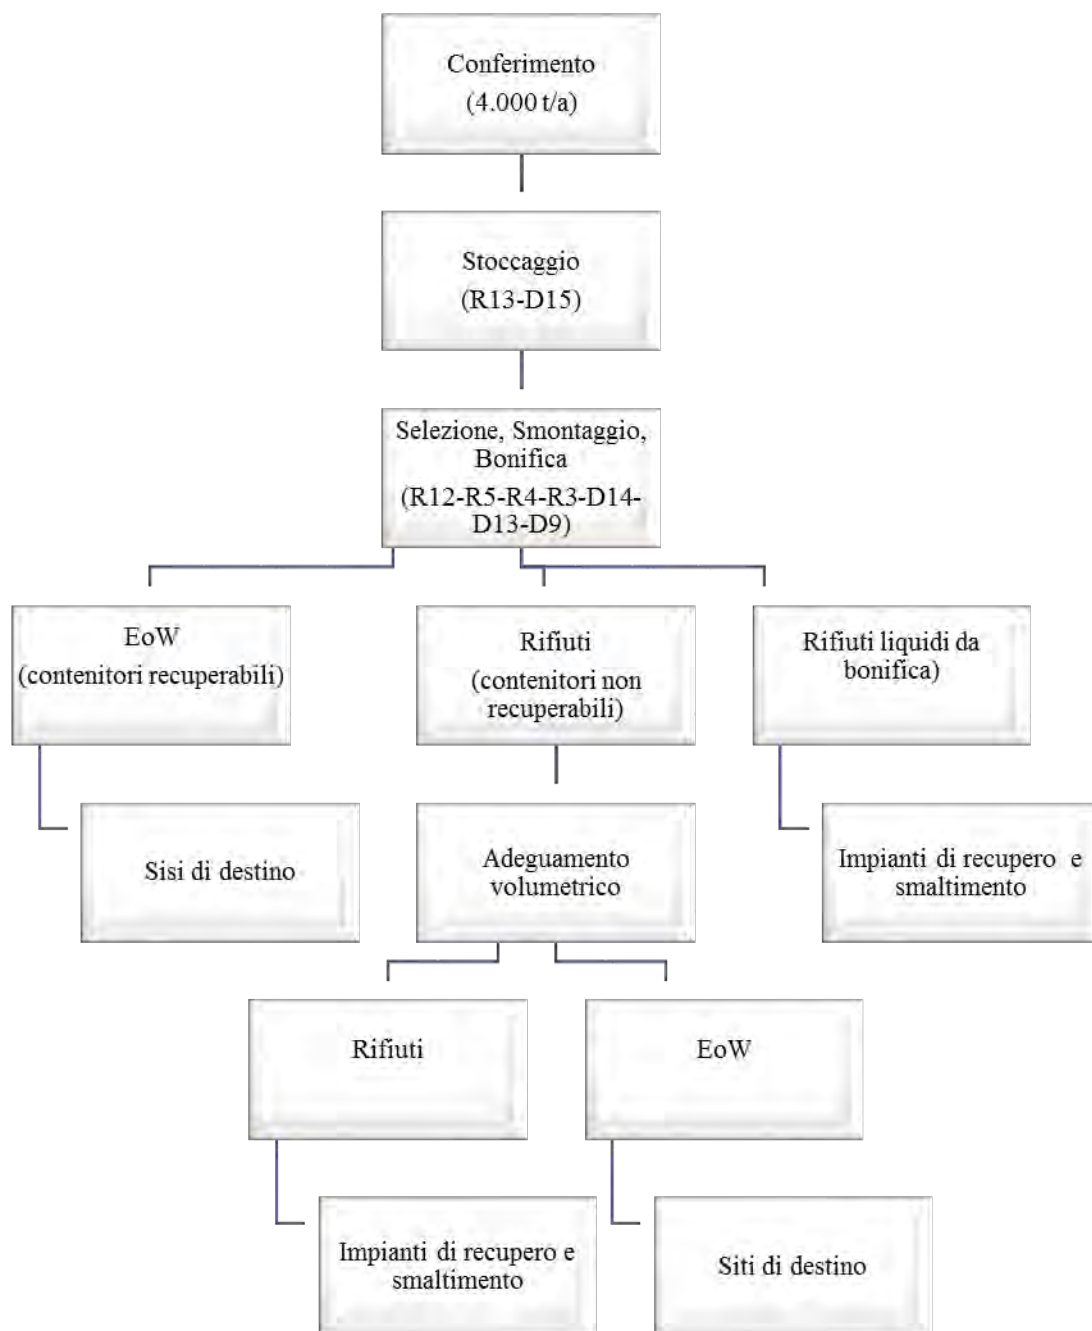 Conferimento
(4.000 t/a)
Stoccaggio
(R13-D15)
Selezione, Smontaggio,
Bonifica
(R12-R5-R4-R3-D14-
D13-D9)
EoW
(contenitori recuperabili)
Rifiuti
(contenitori non
recuperabili)
Rifiuti liquidi da
bonifica)
Sisi di destino
Adeguamento
volumetrico
Impianti di recupero e
smaltimento
Rifiuti
EoW
Impianti di recupero e
smaltimento
Siti di destino